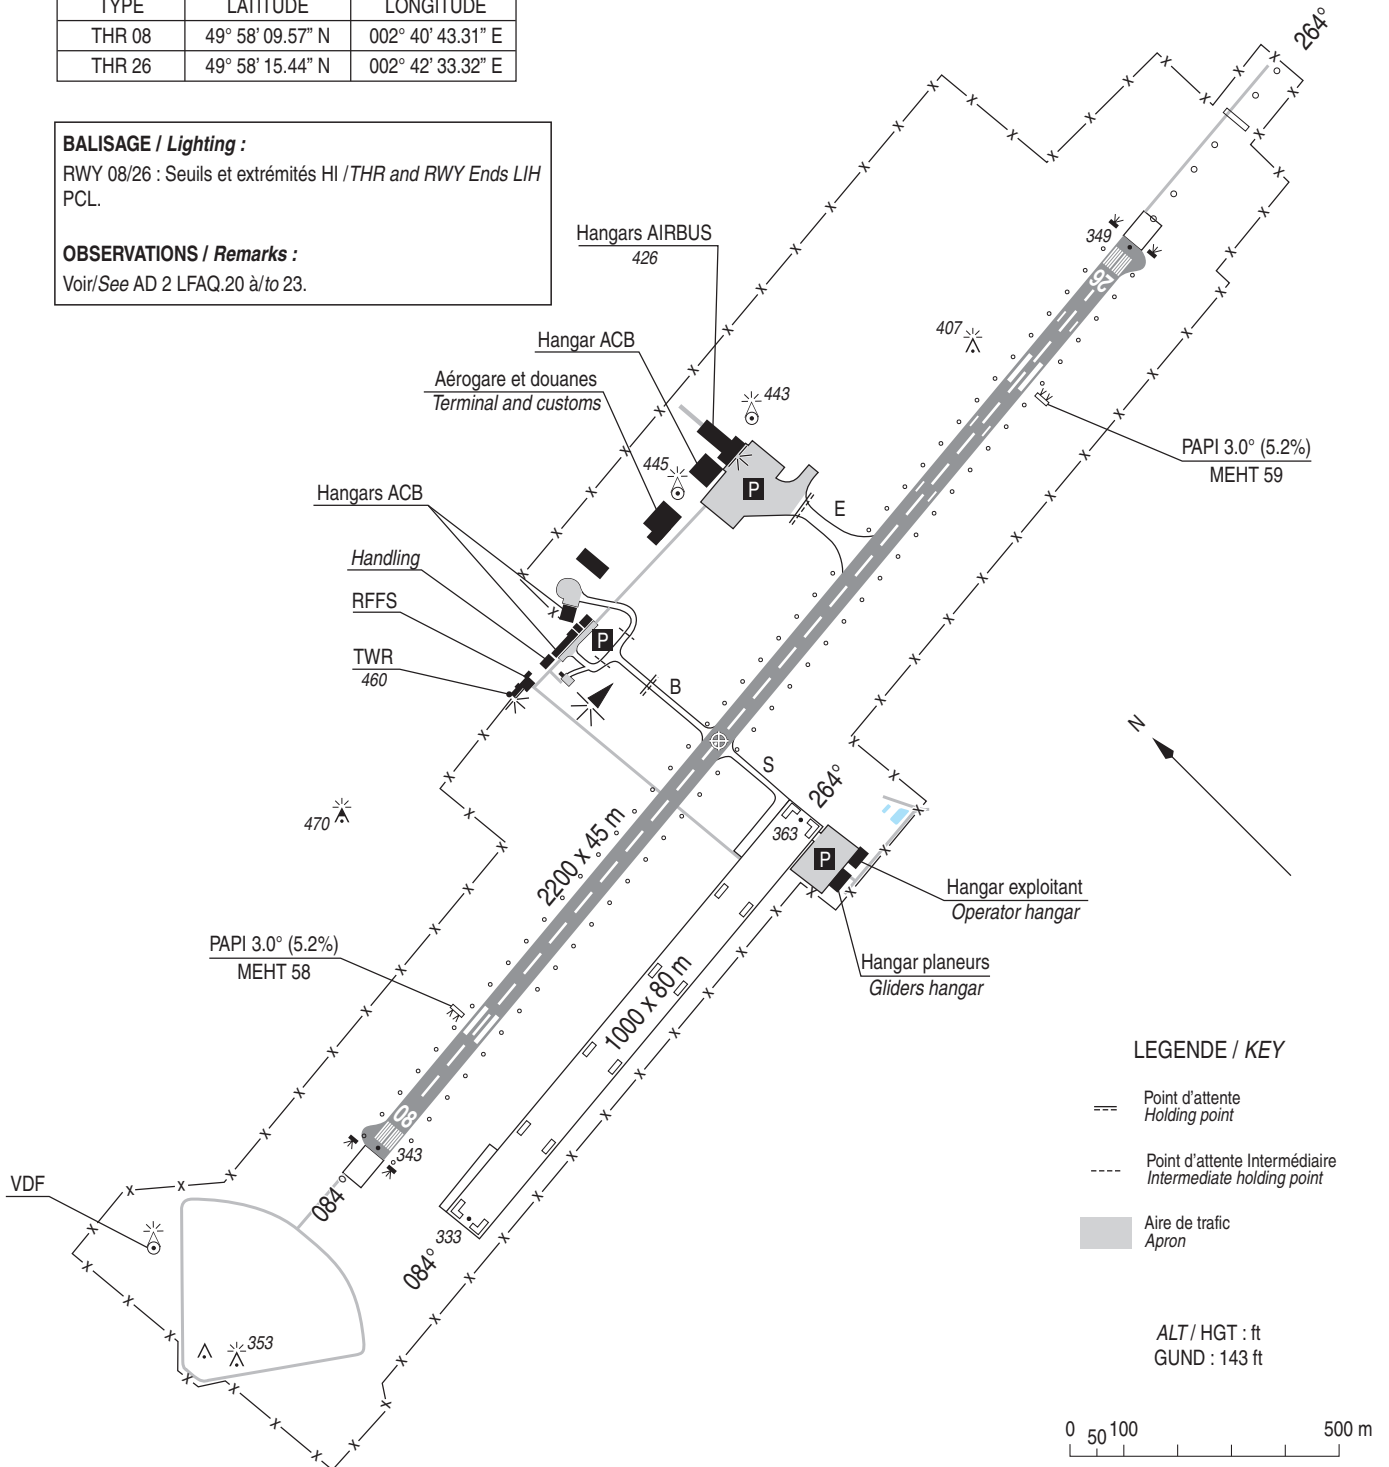 TYPE LATITUDE LONGITUDE
THR 08 49° 58' 09.57” N 002° 40' 43.31” E
THR 26 49° 58' 15.44” N 002° 42' 33.32” E
BALISAGE / Lighting :
RWY 08/26 : Seuils et extrémités HI / THR and RWY Ends LIH
PCL.
OBSERVATIONS / Remarks :
Voir/See AD 2 LFAQ.20 à/to 23.
264°
Hangars AIRBUS
426
349
26
407
Hangar ACB
Aérogare et douanes
Terminal and customs
443
PAPI 3.0° (5.2%)
MEHT 59
445
P
E
Hangars ACB
Handling
RFFS
P
TWR
460
B
N
S
264°
470
363
P
2200 x 45 m
Hangar exploitant
Operator hangar
PAPI 3.0° (5.2%)
MEHT 58
Hangar planeurs
Gliders hangar
1000 x 80 m
08
343
VDF
084°
333
084°
353
LEGENDE / KEY
Point d'attente
Holding point
Point d'attente Intermédiaire
Intermediate holding point
Aire de trafic
Apron
ALT / HGT : ft
GUND : 143 ft
0 50 100 500 m